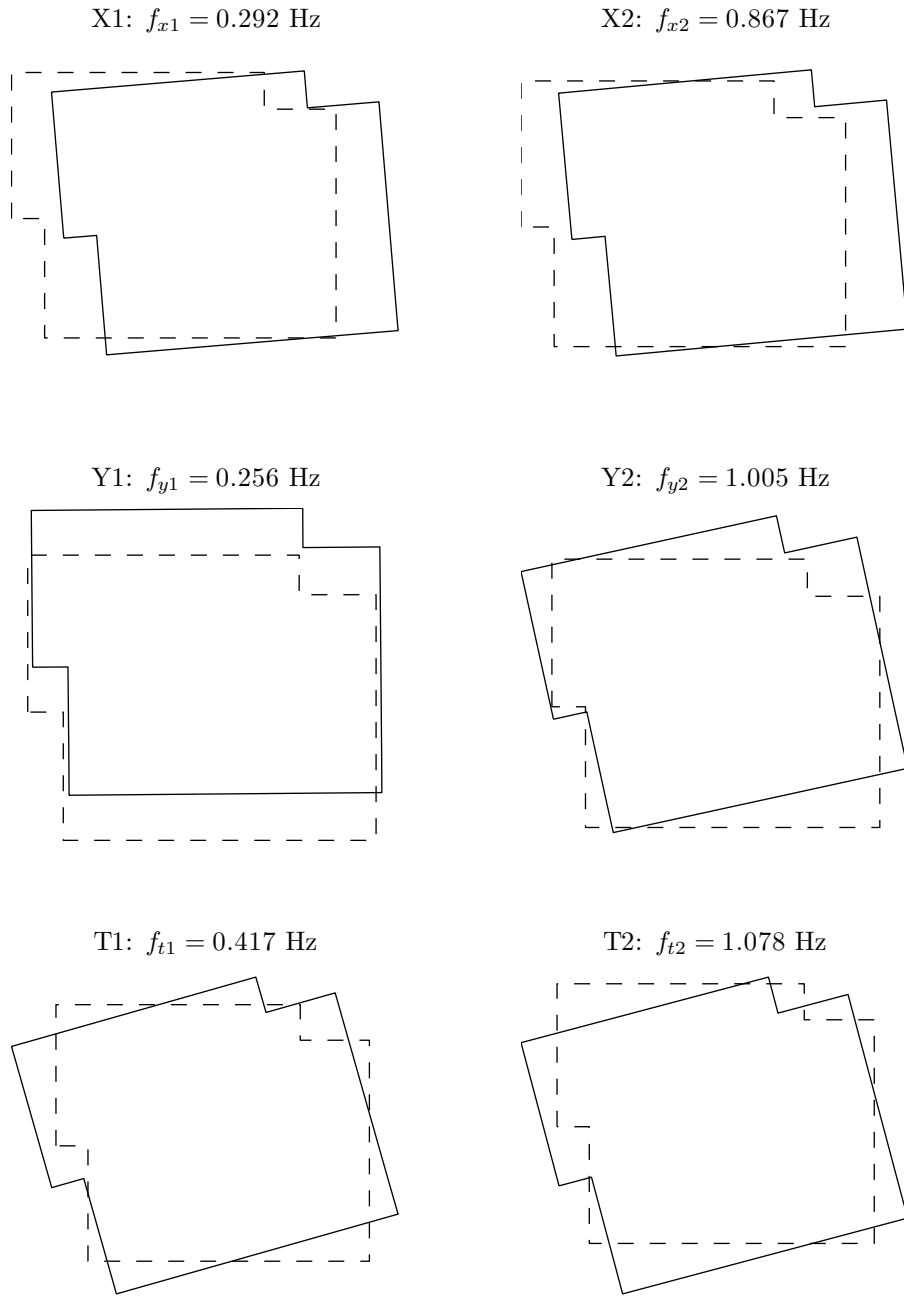 X1: f_{x1} = 0.292 Hz
X2: f_{x2} = 0.867 Hz
Y1: f_{y1} = 0.256 Hz
Y2: f_{y2} = 1.005 Hz
T1: f_{t1} = 0.417 Hz
T2: f_{t2} = 1.078 Hz